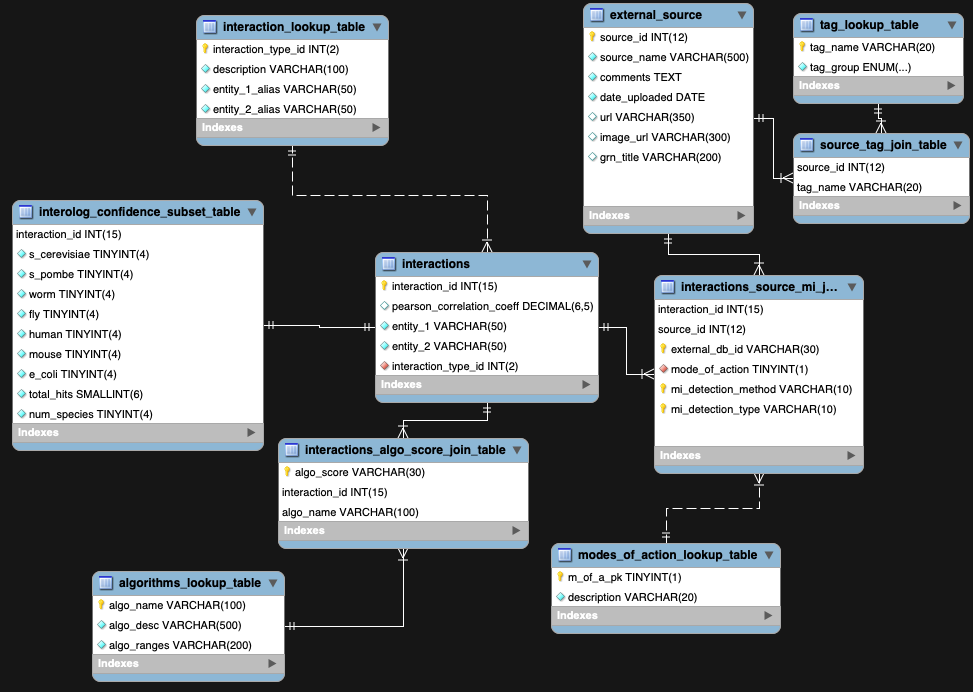 interaction_lookup_table
interaction_type_id INT(2)
description VARCHAR(100)
entity_1_alias VARCHAR(50)
entity_2_alias VARCHAR(50)
Indexes
external_source
source_id INT(12)
source_name VARCHAR(500)
comments TEXT
date_uploaded DATE
url VARCHAR(350)
image_url VARCHAR(300)
grn_title VARCHAR(200)
Indexes
tag_lookup_table
tag_name VARCHAR(20)
tag_group ENUM(...)
Indexes
source_tag_join_table
source_id INT(12)
tag_name VARCHAR(20)
Indexes
interolog_confidence_subset_table
interaction_id INT(15)
s_cerevisiae TINYINT(4)
s_pombe TINYINT(4)
worm TINYINT(4)
fly TINYINT(4)
human TINYINT(4)
mouse TINYINT(4)
e_coli TINYINT(4)
total_hits SMALLINT(6)
num_species TINYINT(4)
Indexes
interactions
interaction_id INT(15)
pearson_correlation_coeff DECIMAL(6,5)
entity_1 VARCHAR(50)
entity_2 VARCHAR(50)
interaction_type_id INT(2)
Indexes
interactions_source_mi_j...
interaction_id INT(15)
source_id INT(12)
external_db_id VARCHAR(30)
mode_of_action TINYINT(1)
mi_detection_method VARCHAR(10)
mi_detection_type VARCHAR(10)
Indexes
interactions_algo_score_join_table
algo_score VARCHAR(30)
interaction_id INT(15)
algo_name VARCHAR(100)
Indexes
modes_of_action_lookup_table
m_of_a_pk TINYINT(1)
description VARCHAR(20)
Indexes
algorithms_lookup_table
algo_name VARCHAR(100)
algo_desc VARCHAR(500)
algo_ranges VARCHAR(200)
Indexes